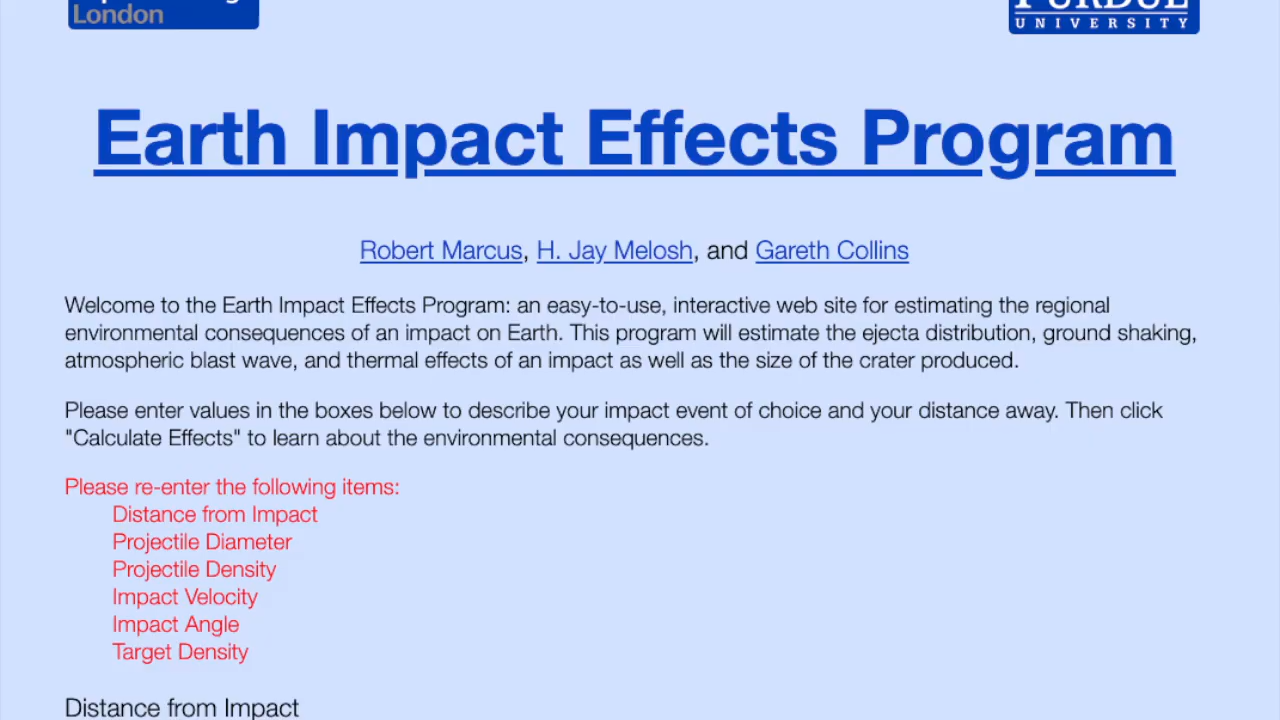 London
PURDUE
UNIVERSITY
Earth Impact Effects Program
Robert Marcus, H. Jay Melosh, and Gareth Collins
Welcome to the Earth Impact Effects Program: an easy-to-use, interactive web site for estimating the regional
environmental consequences of an impact on Earth. This program will estimate the ejecta distribution, ground shaking,
atmospheric blast wave, and thermal effects of an impact as well as the size of the crater produced.
Please enter values in the boxes below to describe your impact event of choice and your distance away. Then click
"Calculate Effects" to learn about the environmental consequences.
Please re-enter the following items:
Distance from Impact
Projectile Diameter
Projectile Density
Impact Velocity
Impact Angle
Target Density
Distance from Impact